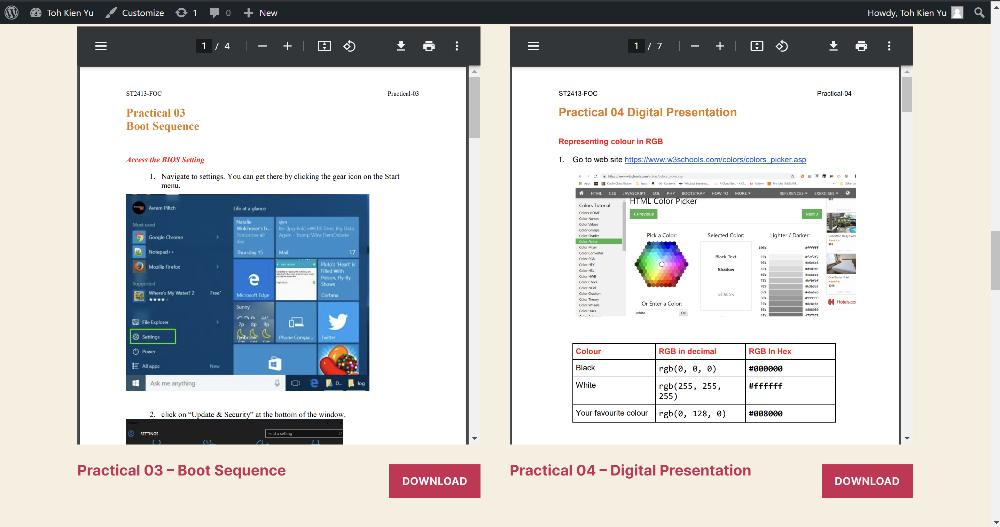 Toh Kien Yu
Customize
1
0
New
Howdy, Toh Kien Yu
1 / 4
ST2413-FOC
Practical-03
Practical 03
Boot Sequence
Access the BIOS Setting
1. Navigate to settings. You can get there by clicking the gear icon on the Start
menu.
Avram Piltch
Life at a glance
Most used
Google Chrome
Notepad++
Mozilla Firefox
Suggested
Where's My Water? 2
Free*
File Explorer
Settings
Power
All apps
New
Natalie
Wolchover's b...
Tomorrow all
day
Thursday 15
sjvn
Re: [lpg-link] eWEEK Does Big Data
Again - Trump Wins DemDebate
Mail
17
Microsoft Edge
Pluto's 'Heart' is
Filled With
Poison, Fly-By
Shows
Cortana
Sunny
64°
7p 8p 9p
Lynbrook
Phone Compa...
Twitter
Ask me anything
D...
log
2. click on “Update & Security” at the bottom of the window.
Settings
SETTINGS
Find a setting
Practical 03 – Boot Sequence
DOWNLOAD
1 / 7
ST2413-FOC
Practical-04
Practical 04 Digital Presentation
Representing colour in RGB
1. Go to web site https://www.w3schools.com/colors/colors_picker.asp
https://www.w3schools.com/colors/colors_picker.asp
Apps
Kindle Cloud Reader
Iapps
Coursera
Whizlabs Learning ...
A Cloud Guru - A Cl...
Udemy
My Jobs | MySkillsF...
»
Other bo
HTML CSS JAVASCRIPT SQL PHP BOOTSTRAP HOW TO MORE
REFERENCES EXERCISES
Colors Tutorial
Colors HOME
Color Names
Color Values
Color Groups
Color Shades
Color Picker
Color Mixer
Color Converter
Color RGB
Color HEX
Color HSL
Color HWB
Color CMYK
Color NCol
Color Gradient
Color Theory
Color Wheels
Color Hues
Color Schemes
HTML Color Picker
❮ Previous
Next ❯
Pick a Color:
Or Enter a Color:
white
OK
Selected Color:
Black Text
Shadow
Shadow
Lighter / Darker:
100% #ffffff
95% #f2f2f2
90% #e6e6e6
85% #d9d9d9
80% #cccccc
75% #bfbfbf
70% #b3b3b3
65% #a6a6a6
60% #999999
55% #8c8c8c
50% #808080
45% #737373
$83
Learn more
Robertson Quay Hotel
$91
Learn more
One Farrer Hotel
$208
Learn more
Hotels.co
Colour RGB in decimal RGB In Hex
Black rgb(0, 0, 0) #000000
White rgb(255, 255, #ffffff
255)
Your favourite colour rgb(0, 128, 0) #008000
Practical 04 – Digital Presentation
DOWNLOAD